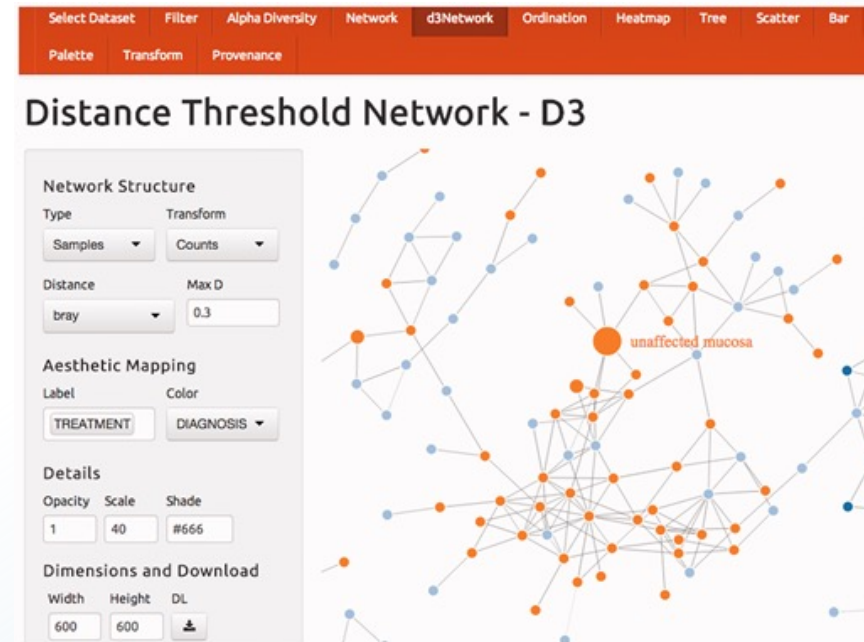 Select Dataset Filter Alpha Diversity Network d3Network Ordination Heatmap Tree Scatter Bar
Palette Transform Provenance
Distance Threshold Network - D3
Network Structure
Type Transform
Samples Counts
Distance Max D
bray 0.3
Aesthetic Mapping
Label Color
TREATMENT DIAGNOSIS
Details
Opacity Scale Shade
1 40 #666
Dimensions and Download
Width Height DL
600 600
unaffected mucosa